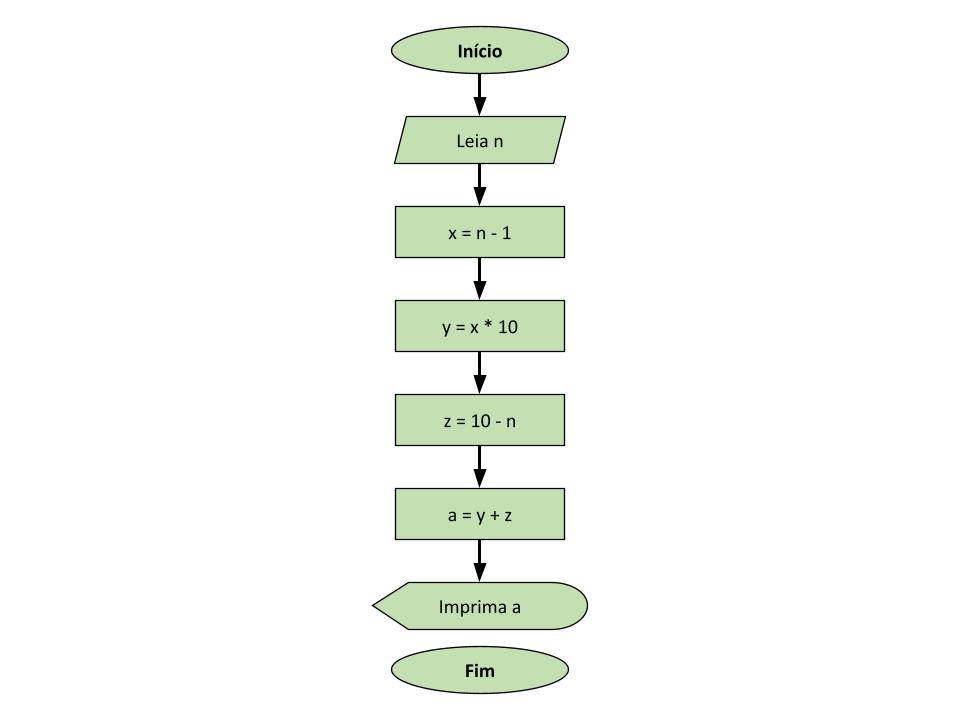 Início
Leia n
x = n - 1
y = x * 10
z = 10 - n
a = y + z
Imprima a
Fim